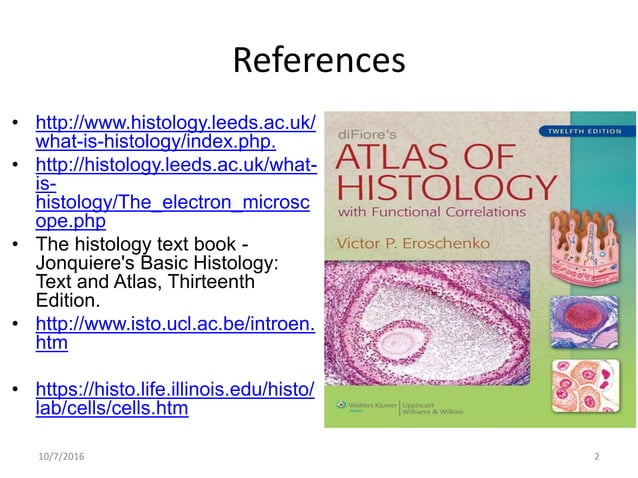 References
• http://www.histology.leeds.ac.uk/
what-is-histology/index.php.
• http://histology.leeds.ac.uk/what-
is-
histology/The_electron_microsc
ope.php
• The histology text book -
Jonquiere's Basic Histology:
Text and Atlas, Thirteenth
Edition.
• http://www.isto.ucl.ac.be/introen.
htm
• https://histo.life.illinois.edu/histo/
lab/cells/cells.htm
TWELFTH EDITION
diFiore's
ATLAS OF
HISTOLOGY
with Functional Correlations
Victor P. Eroschenko
Wolters Kluwer | Lippincott
Williams & Wilkins
10/7/2016
2